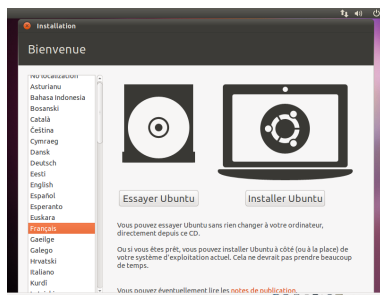 Installation
Bienvenue
No localization
Asturianu
Bahasa Indonesia
Bosanski
Català
Čeština
Cymraeg
Dansk
Deutsch
Eesti
English
Español
Esperanto
Euskara
Français
Gaeilge
Galego
Hrvatski
Italiano
Kurdî
Essayer Ubuntu
Installer Ubuntu
Vous pouvez essayer Ubuntu sans rien changer à votre ordinateur,
directement depuis ce CD.
Ou si vous êtes prêt, vous pouvez installer Ubuntu à côté (ou à la place) de
votre système d'exploitation actuel. Cela ne devrait pas prendre beaucoup
de temps.
Vous pouvez éventuellement lire les notes de publication.